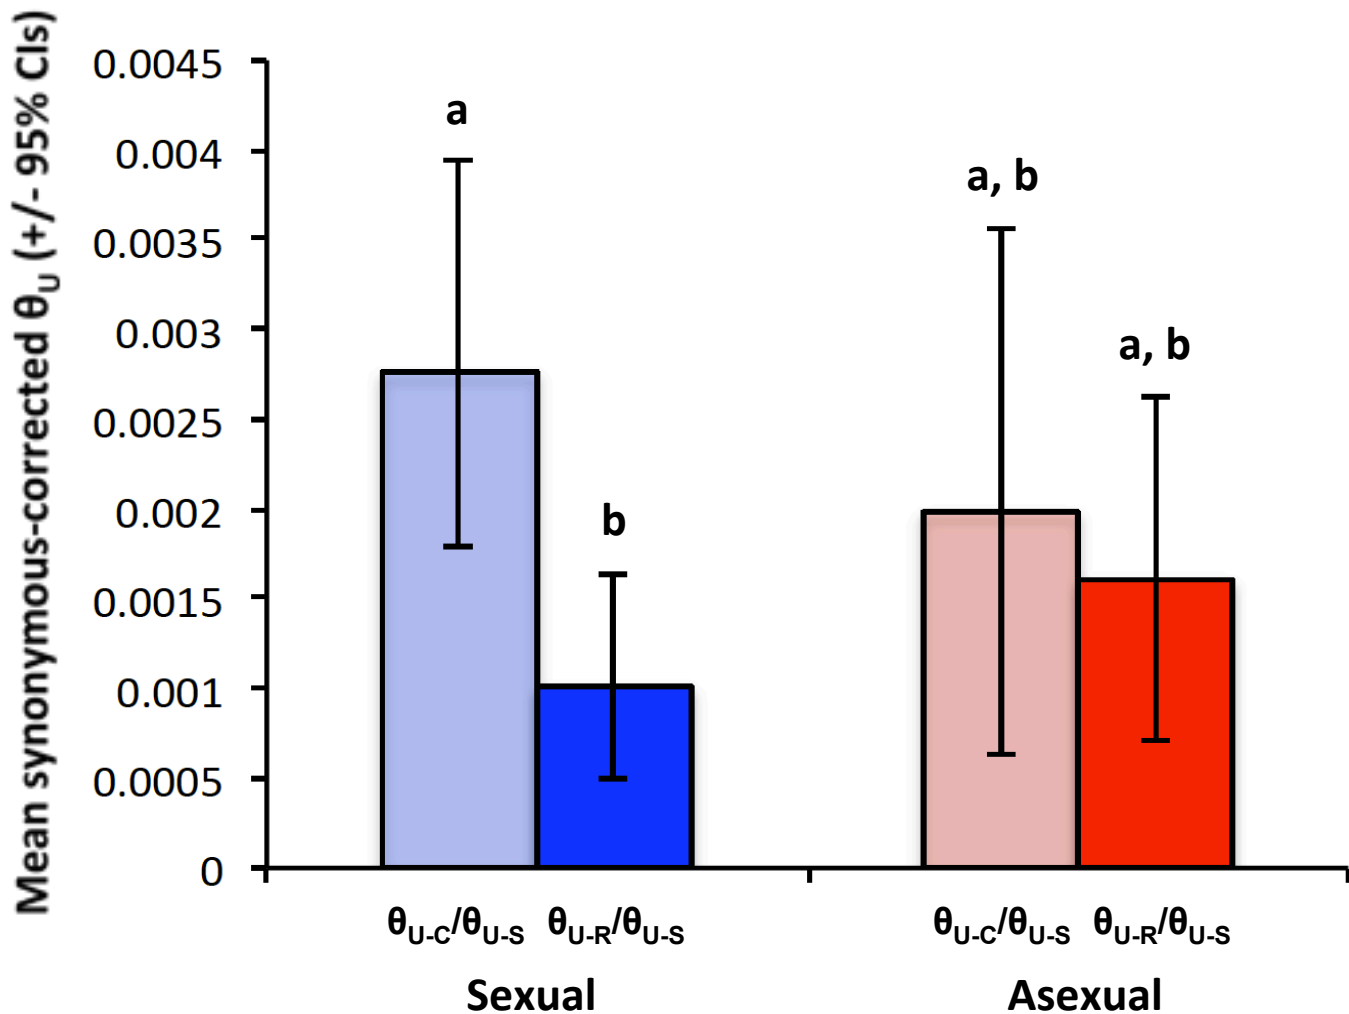 Mean synonymous-corrected θU (+/- 95% CIs)
0.0045
0.004
0.0035
0.003
0.0025
0.002
0.0015
0.001
0.0005
0
a
b
a, b
a, b
θU-C/θU-S θU-R/θU-S θU-C/θU-S θU-R/θU-S
Sexual Asexual